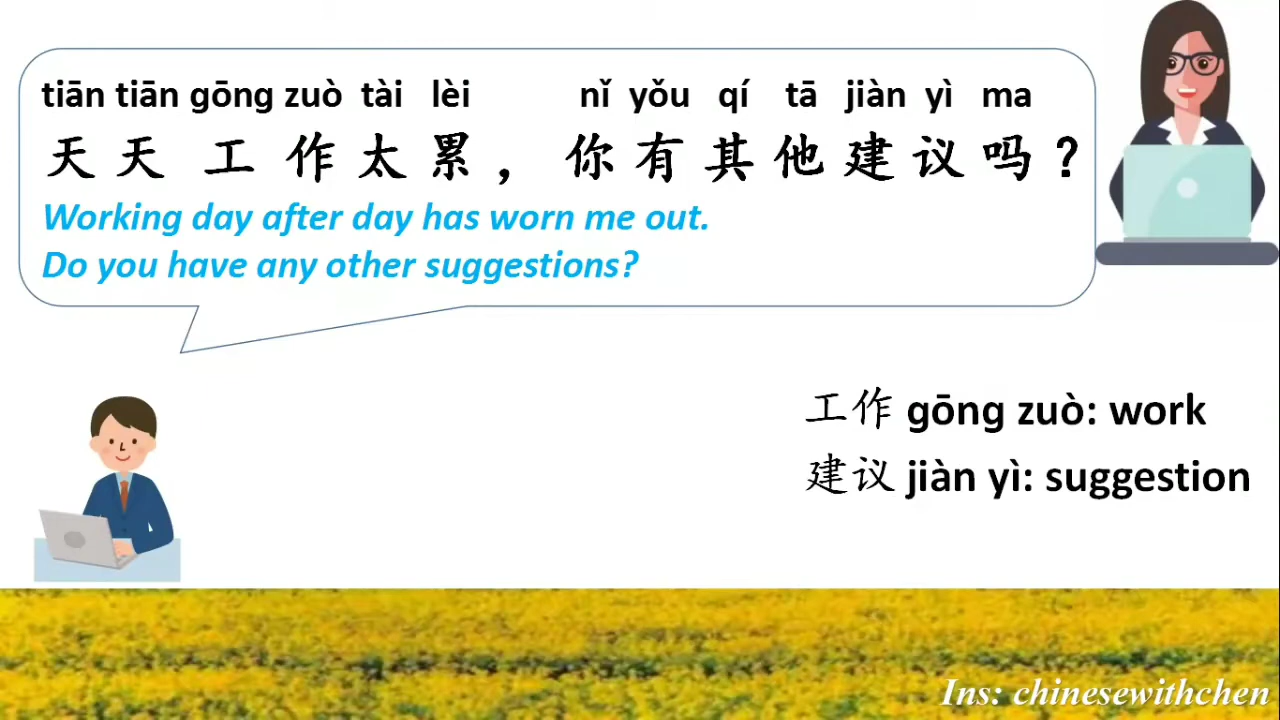 tiān tiān gōng zuò tài lèi nǐ yǒu qí tā jiàn yì ma
天天工作太累，你有其他建议吗？
Working day after day has worn me out.
Do you have any other suggestions?
工作 gōng zuò: work
建议 jiàn yì: suggestion
Ins: chinesewithchen